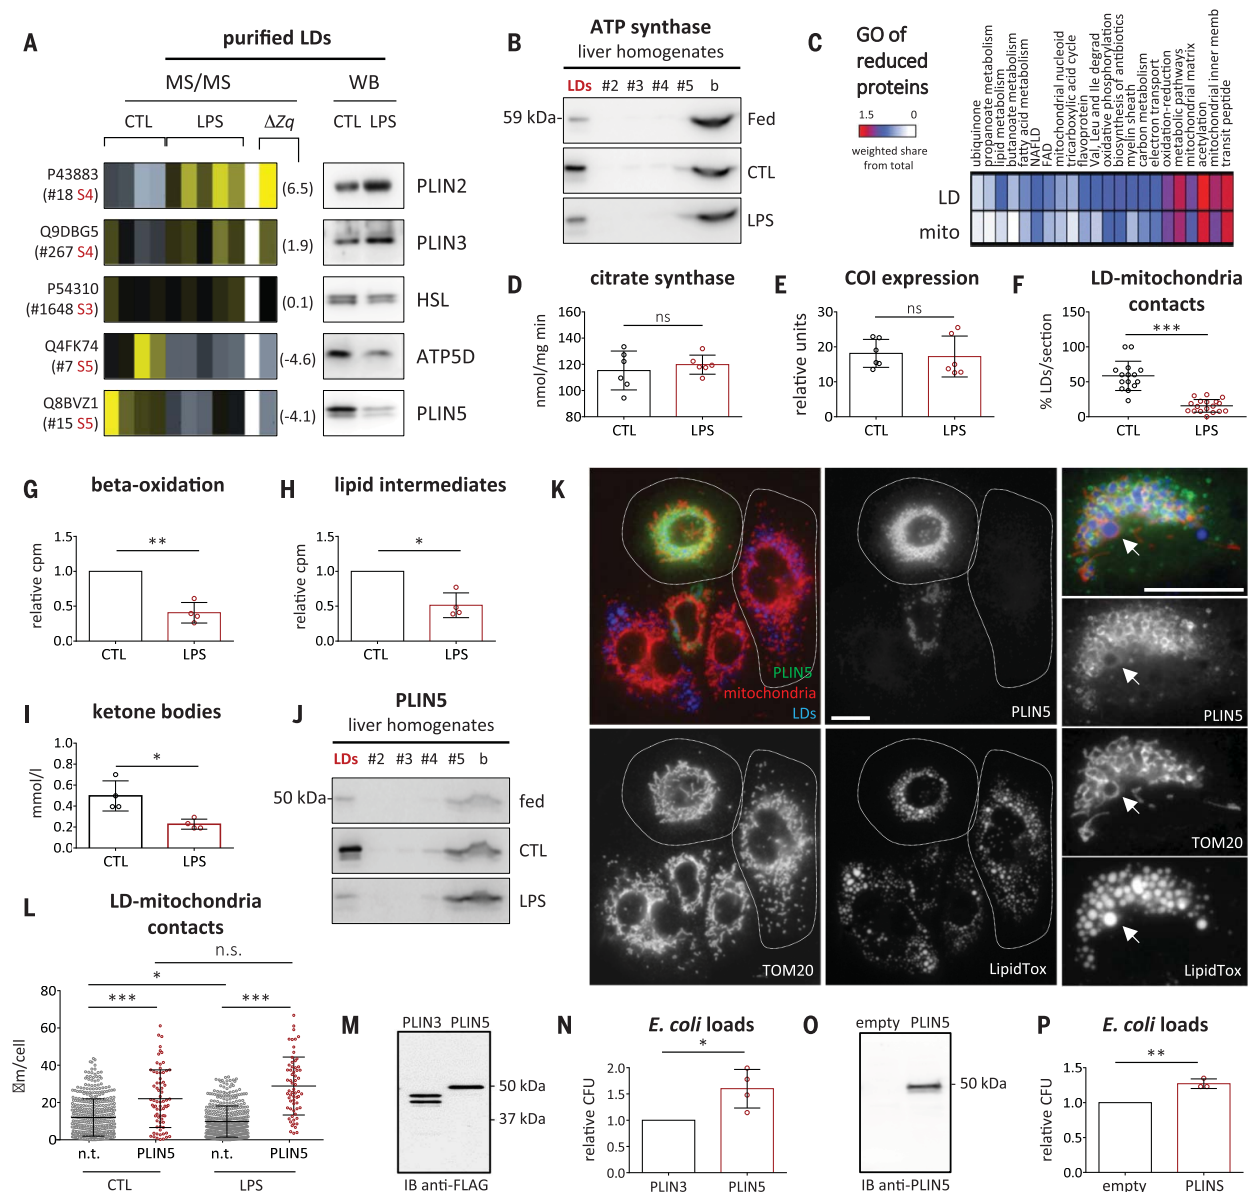 A
purified LDs
MS/MS
WB
CTL LPS ΔZq
CTL LPS
P43883
(#18 S4)
(6.5)
PLIN2
Q9DBG5
(#267 S4)
(1.9)
PLIN3
P54310
(#1648 S3)
(0.1)
HSL
Q4FK74
(#7 S5)
(-4.6)
ATP5D
Q8BVZ1
(#15 S5)
(-4.1)
PLIN5
B
ATP synthase
liver homogenates
LDs #2 #3 #4 #5 b
59 kDa-
Fed
CTL
LPS
C
GO of
reduced
proteins
1.5 0
weighted share
from total
ubiquinone
propanoate metabolism
lipid metabolism
butanoate metabolism
fatty acid metabolism
NAFLD
FAD
mitochondrial nucleoid
tricarboxylic acid cycle
flavoprotein
Val, Leu and Ile degrad
oxidative phosphorylation
biosynthesis of antibiotics
myelin sheath
carbon metabolism
electron transport
oxidation-reduction
metabolic pathways
mitochondrial matrix
acetylation
mitochondrial inner memb
transit peptide
LD
mito
D
citrate synthase
nmol/mg min
160
140
120
100
80
ns
CTL LPS
E
COI expression
relative units
30
20
10
0
ns
CTL LPS
F
LD-mitochondria
contacts
% LDs/section
150
100
50
0
***
CTL LPS
G
beta-oxidation
relative cpm
1.5
1.0
0.5
0.0
**
CTL LPS
H
lipid intermediates
relative cpm
1.5
1.0
0.5
0.0
*
CTL LPS
I
ketone bodies
mmol/l
1.0
0.8
0.6
0.4
0.2
0.0
*
CTL LPS
J
PLIN5
liver homogenates
LDs #2 #3 #4 #5 b
50 kDa-
fed
CTL
LPS
K
PLIN5
mitochondria
LDs
PLIN5
TOM20
LipidTox
PLIN5
TOM20
LipidTox
L
LD-mitochondria
contacts
n.s.
*
*** ***
m/cell
80
60
40
20
0
n.t. PLIN5 n.t. PLIN5
CTL LPS
M
PLIN3 PLIN5
- 50 kDa
- 37 kDa
IB anti-FLAG
N
E. coli loads
relative CFU
2.0
1.5
1.0
0.5
0.0
*
PLIN3 PLIN5
O
empty PLIN5
- 50 kDa
IB anti-PLIN5
P
E. coli loads
relative CFU
1.5
1.0
0.5
0.0
**
empty PLINS